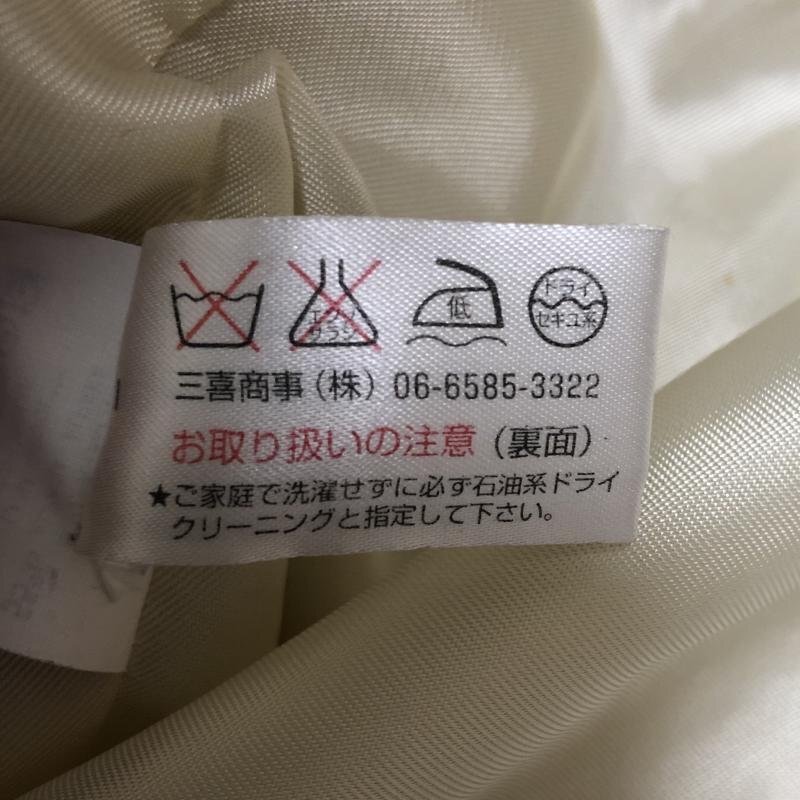 エンソ
サラシ
低
ドライ
セキユ系
三喜商事（株）06-6585-3322
お取り扱いの注意（裏面）
★ご家庭で洗濯せずに必ず石油系ドライ
クリーニングと指定して下さい。